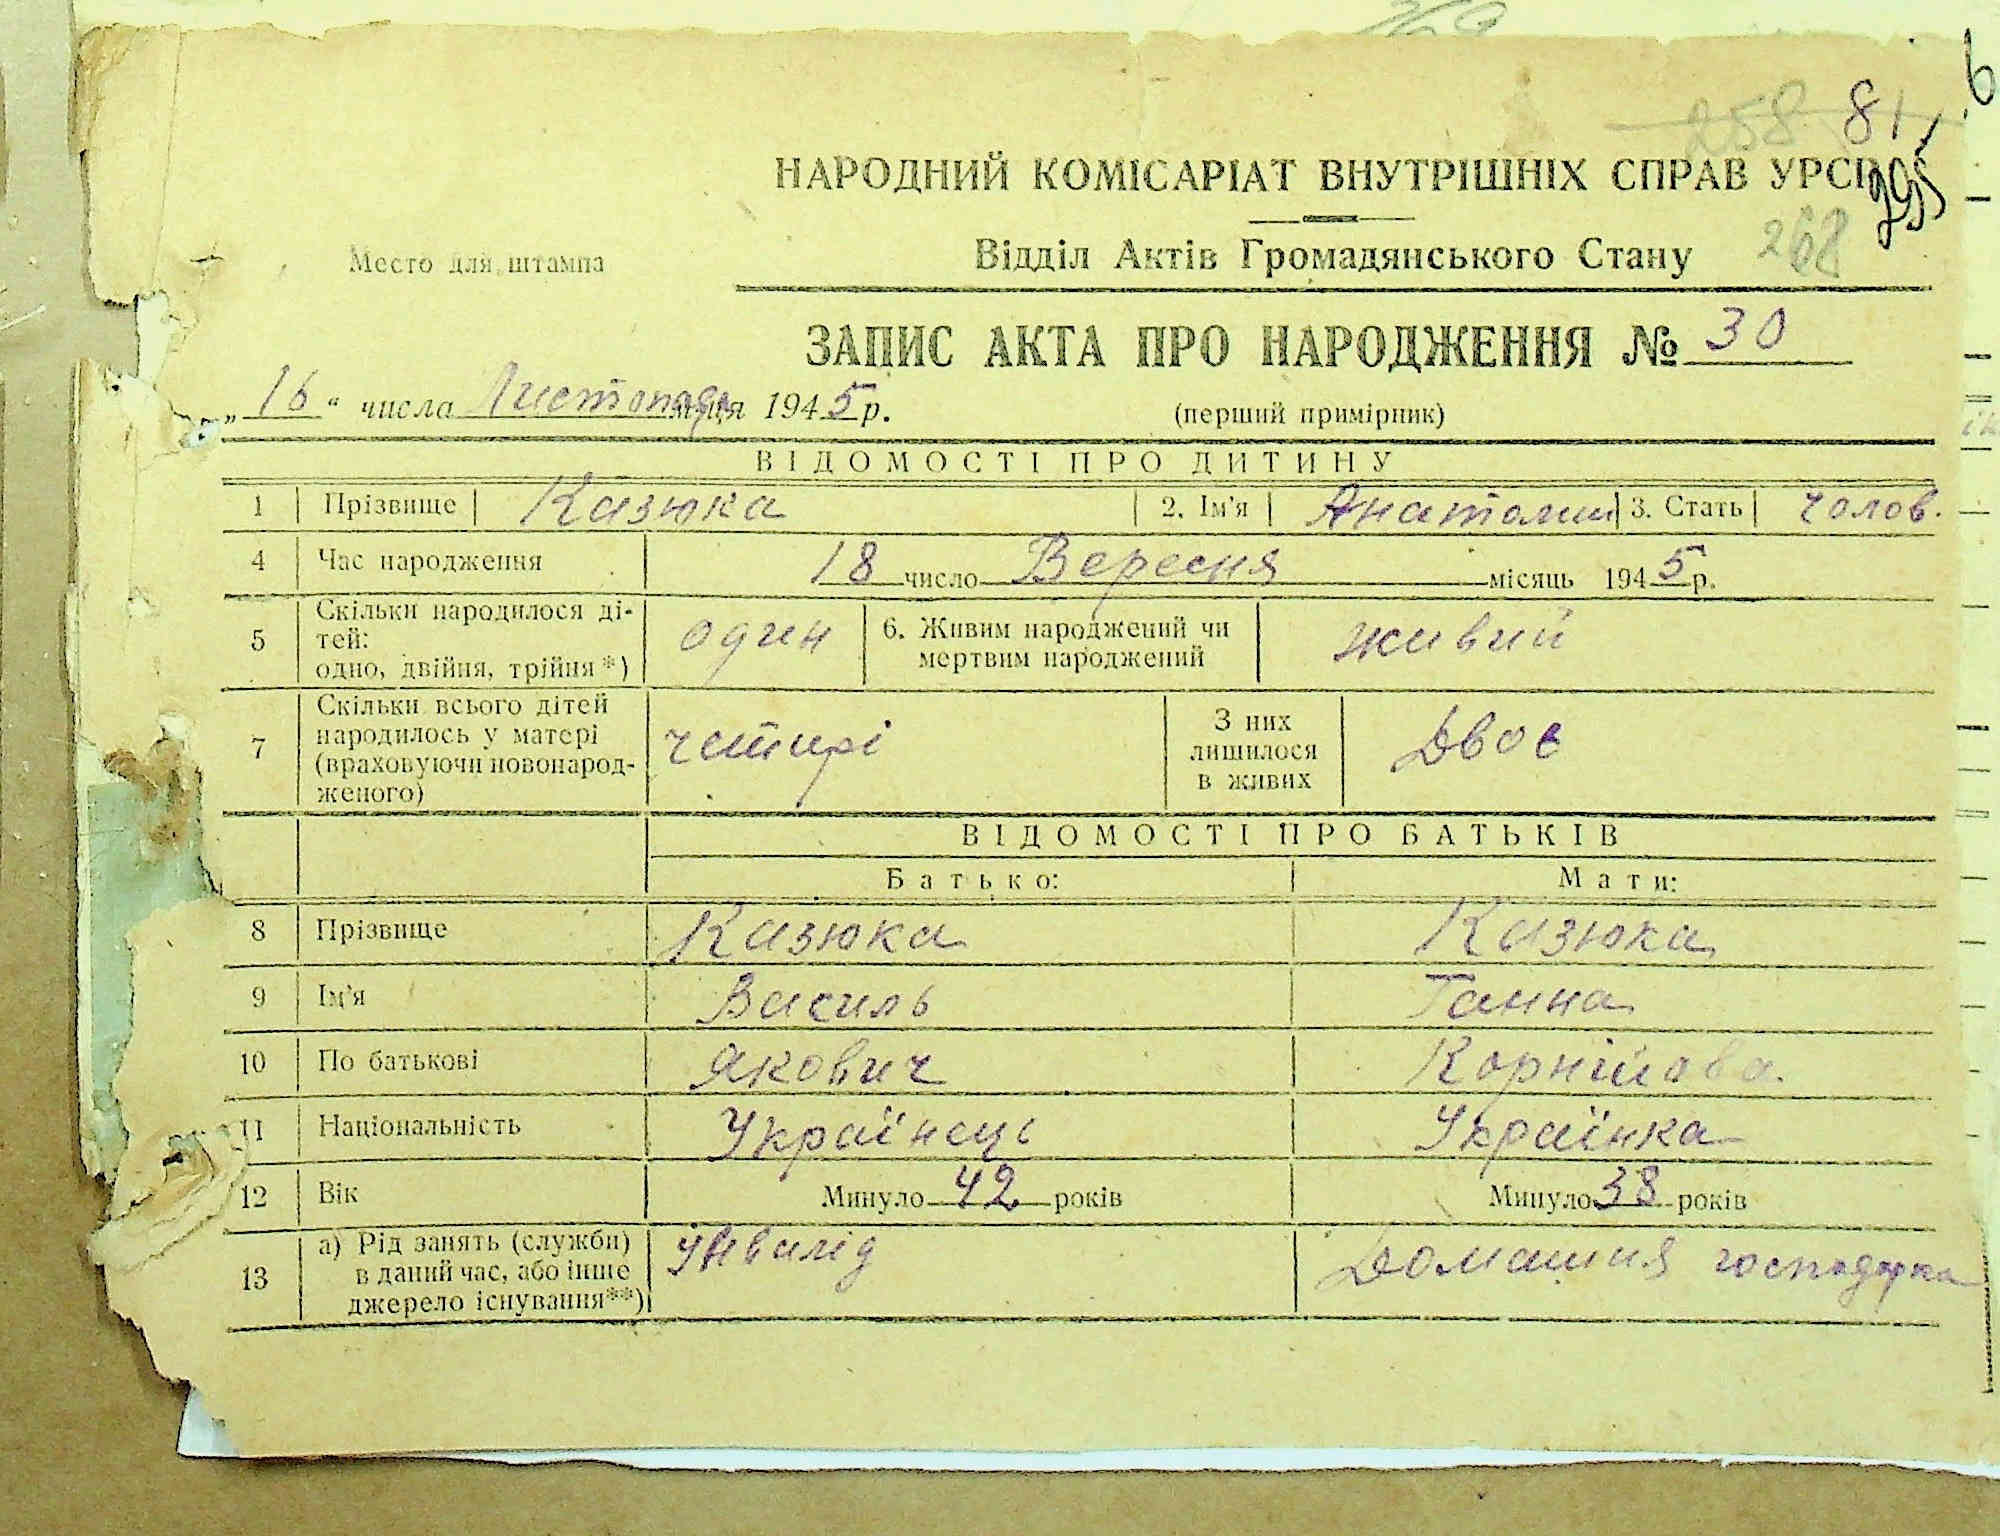 258 81
295
НАРОДНИЙ КОМІСАРІАТ ВНУТРІШНІХ СПРАВ УРСР
Место для штампа
Відділ Актів Громадянського Стану 268
ЗАПИС АКТА ПРО НАРОДЖЕННЯ № 30
„16“ числа Листопада місяця 1945 р. (перший примірник)
ВІДОМОСТІ ПРО ДИТИНУ
1 Прізвище Казюка 2. Ім'я Анатолий 3. Стать Чолов.
4 Час народження 18 число Вересня місяць 1945 р.
5 Скільки народилося ді-
тей:
одно, двійня, трійня *) один 6. Живим народжений чи
мертвим народжений живий
7 Скільки всього дітей
народилось у матері
(враховуючи новонарод-
женого) четирі З них
лишилося
в живих Двоє
ВІДОМОСТІ ПРО БАТЬКІВ
Батько: Мати:
8 Прізвище Казюка Казюка
9 Ім'я Василь Ганна
10 По батькові Якович Корніїова.
11 Національність Українець Українка
12 Вік Минуло 42 років Минуло 38 років
13 а) Рід занять (служби)
в даний час, або інше
джерело існування**) Інвалід Домашня господарка